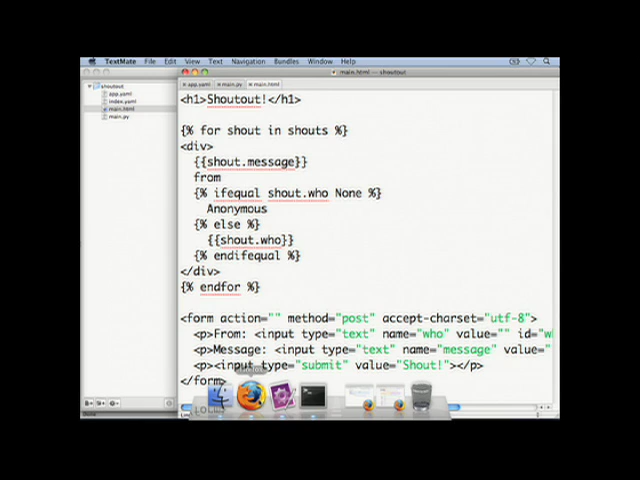 TextMate File Edit View Text Navigation Bundles Window Help
main.html — shoutout
app.yaml main.py main.html
shoutout
app.yaml
index.yaml
main.html
main.py
<h1>Shoutout!</h1>
{% for shout in shouts %}
<div>
{{shout.message}}
from
{% ifequal shout.who None %}
Anonymous
{% else %}
{{shout.who}}
{% endifequal %}
</div>
{% endfor %}
<form action="" method="post" accept-charset="utf-8">
<p>From: <input type="text" name="who" value="" id="w
<p>Message: <input type="text" name="message" value="
<p><input type="submit" value="Shout!"></p>
</form>